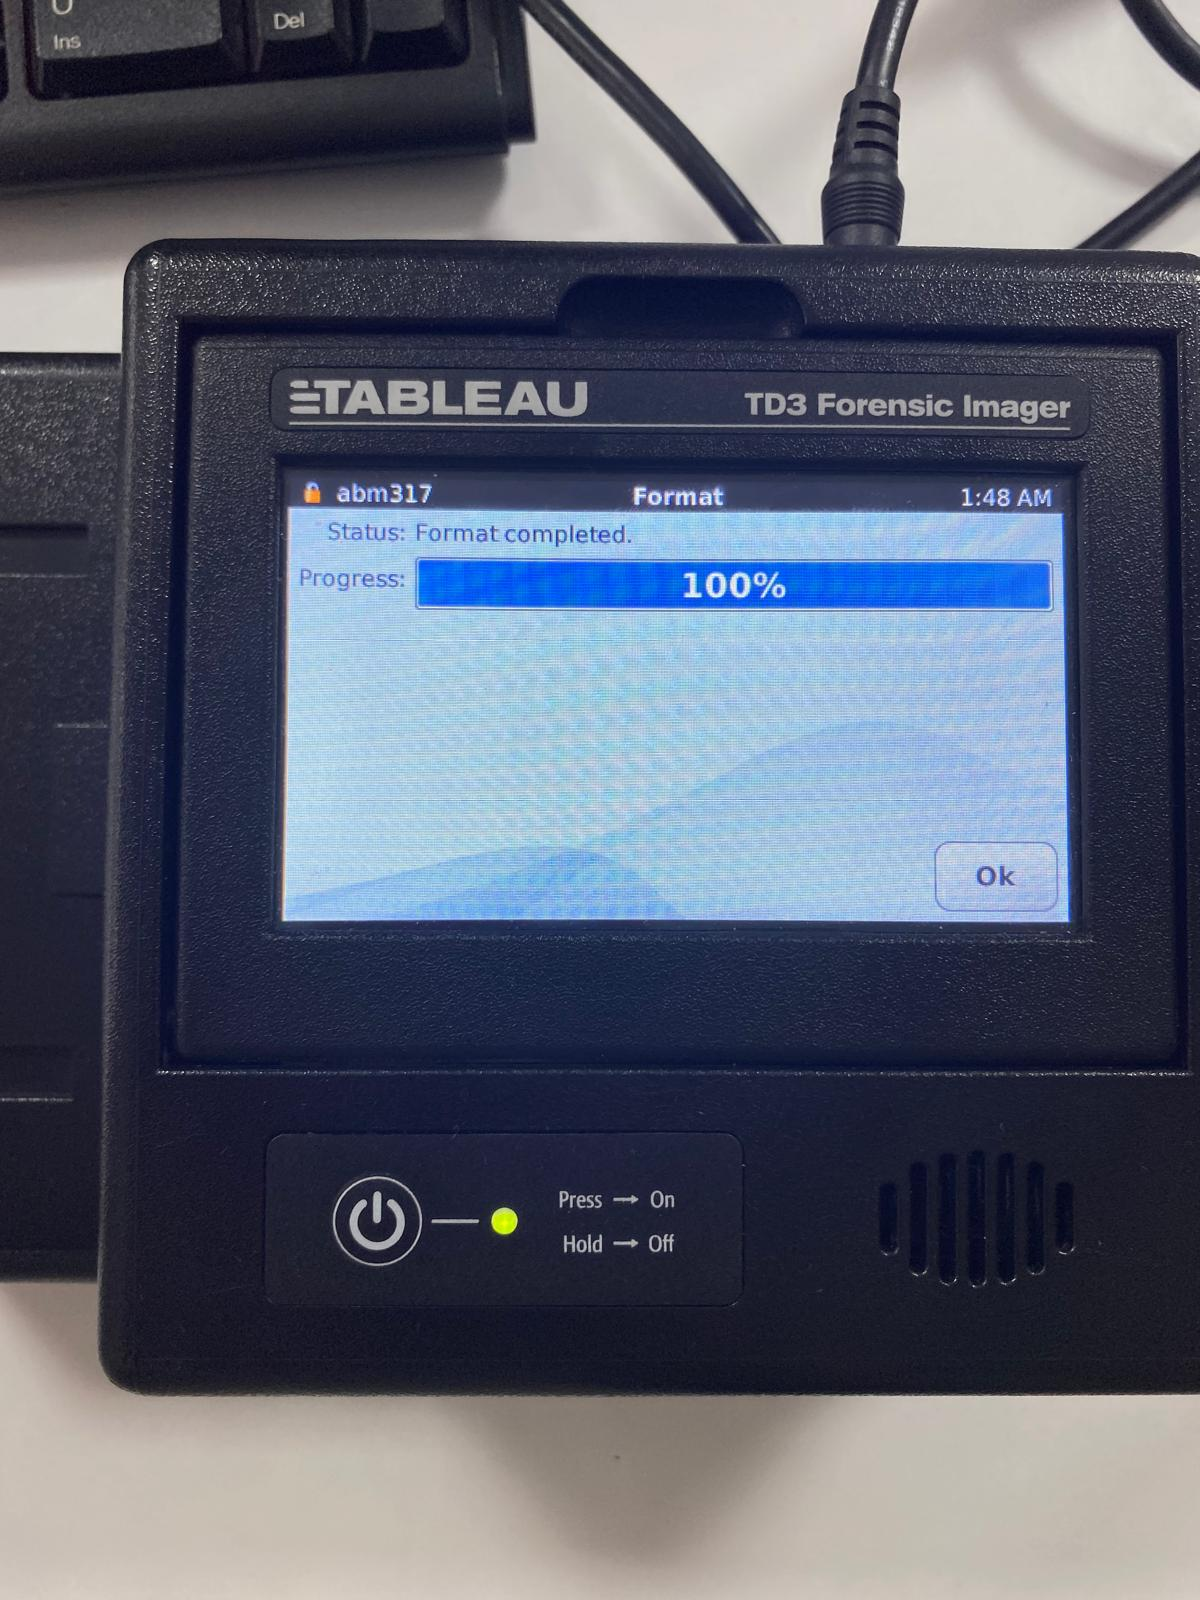 Ins
Del
TABLEAU
TD3 Forensic Imager
abm317 Format 1:48 AM
Status: Format completed.
Progress: 100%
Ok
Press → On
Hold → Off